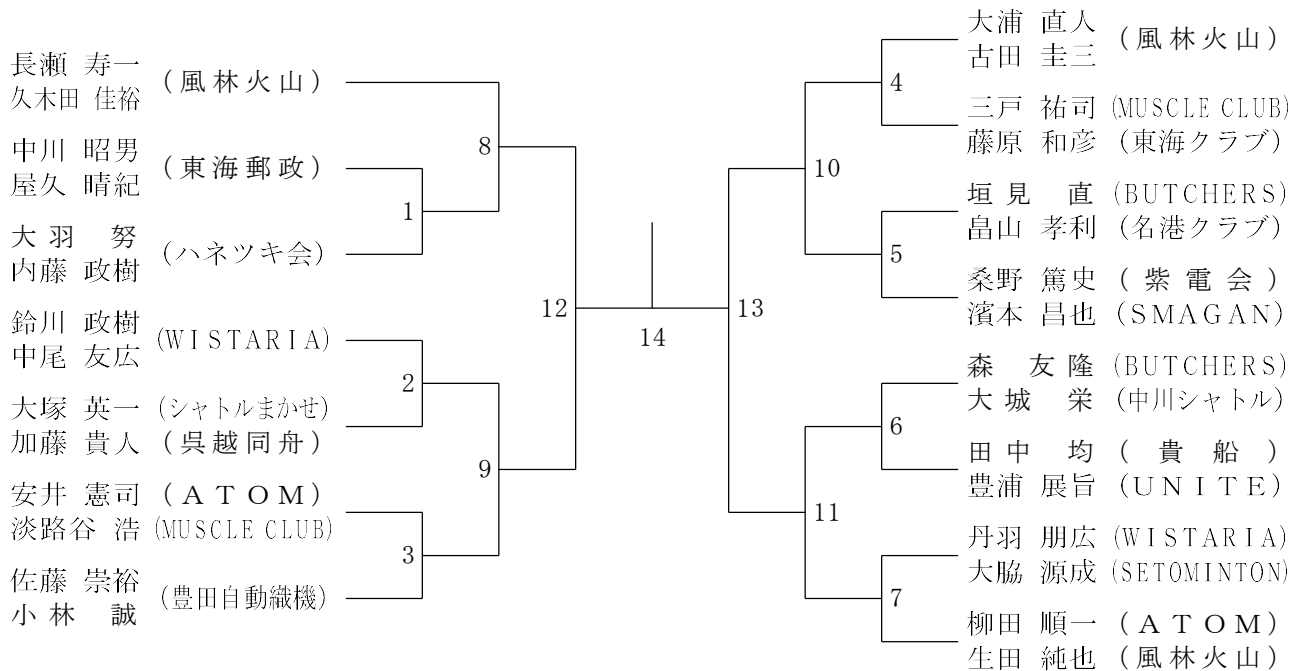 長瀬 寿一 (風林火山)
久木田 佳裕
8
中川 昭男 (東海郵政)
屋久 晴紀
1
大羽 努 (ハネツキ会)
内藤 政樹
12
鈴川 政樹 (WISTARIA)
中尾 友広
2
大塚 英一 (シャトルまかせ)
加藤 貴人 (呉越同舟)
9
安井 憲司 (ATOM)
淡路谷 浩 (MUSCLE CLUB)
3
佐藤 崇裕 (豊田自動織機)
小林 誠
14
大浦 直人 (風林火山)
古田 圭三
4
三戸 祐司 (MUSCLE CLUB)
藤原 和彦 (東海クラブ)
10
垣見 直 (BUTCHERS)
畠山 孝利 (名港クラブ)
5
桑野 篤史 (紫電会)
濱本 昌也 (SMAGAN)
13
森 友隆 (BUTCHERS)
大城 栄 (中川シャトル)
6
田中 均 (貴船)
豊浦 展旨 (UNITE)
11
丹羽 朋広 (WISTARIA)
大脇 源成 (SETOMINTON)
7
柳田 順一 (ATOM)
生田 純也 (風林火山)